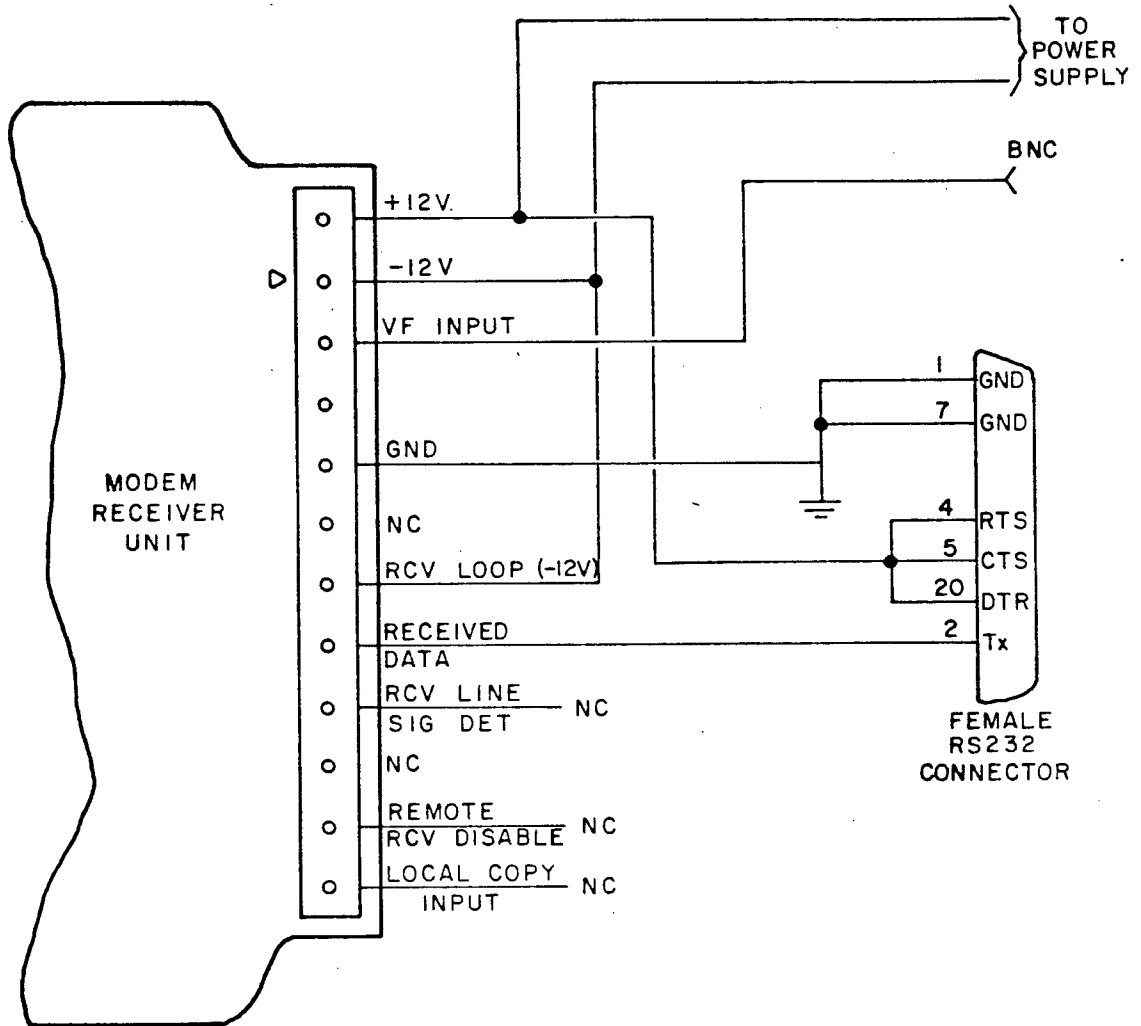 TO
POWER
SUPPLY
BNC
+12V.
-12V
VF INPUT
GND
NC
RCV LOOP (-12V)
RECEIVED
DATA
RCV LINE
SIG DET
NC
NC
REMOTE
RCV DISABLE
NC
LOCAL COPY
INPUT
NC
MODEM
RECEIVER
UNIT
1 GND
7 GND
4 RTS
5 CTS
20 DTR
2 Tx
FEMALE
RS232
CONNECTOR